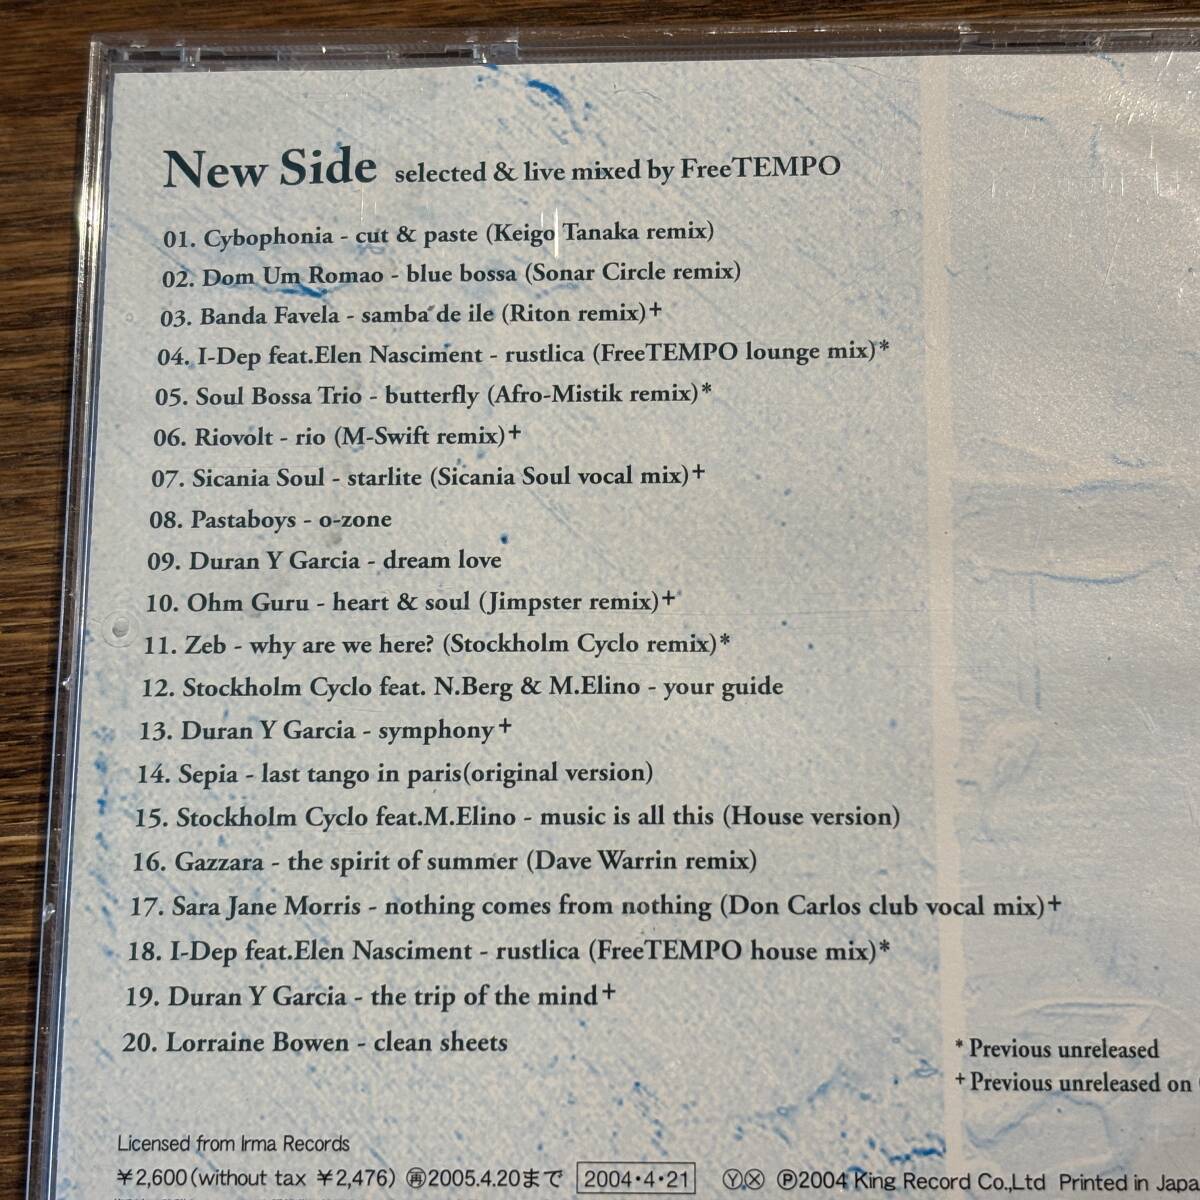 New Side selected & live mixed by FreeTEMPO
01. Cybophonia - cut & paste (Keigo Tanaka remix)
02. Dom Um Romao - blue bossa (Sonar Circle remix)
03. Banda Favela - samba de ile (Riton remix)+
04. I-Dep feat.Elen Nasciment - rustlica (FreeTEMPO lounge mix)*
05. Soul Bossa Trio - butterfly (Afro-Mistik remix)*
06. Riovolt - rio (M-Swift remix)+
07. Sicania Soul - starlite (Sicania Soul vocal mix)+
08. Pastaboys - o-zone
09. Duran Y Garcia - dream love
10. Ohm Guru - heart & soul (Jimpster remix)+
11. Zeb - why are we here? (Stockholm Cyclo remix)*
12. Stockholm Cyclo feat. N.Berg & M.Elino - your guide
13. Duran Y Garcia - symphony+
14. Sepia - last tango in paris(original version)
15. Stockholm Cyclo feat.M.Elino - music is all this (House version)
16. Gazzara - the spirit of summer (Dave Warrin remix)
17. Sara Jane Morris - nothing comes from nothing (Don Carlos club vocal mix)+
18. I-Dep feat.Elen Nasciment - rustlica (FreeTEMPO house mix)*
19. Duran Y Garcia - the trip of the mind+
20. Lorraine Bowen - clean sheets
* Previous unreleased
+ Previous unreleased on
Licensed from Irma Records
¥2,600(without tax ¥2,476) ㊢2005.4.20まで 2004・4・21 ⓎⓍ Ⓟ2004 King Record Co.,Ltd Printed in Japa